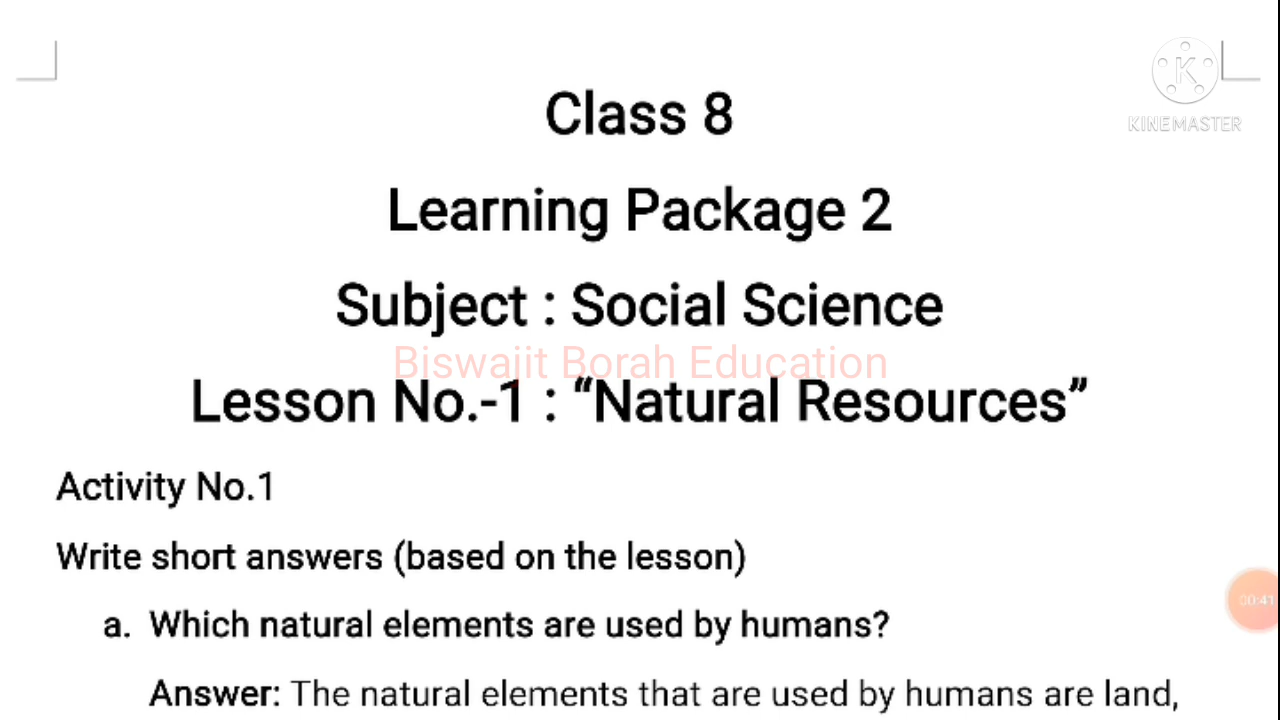 Class 8
K
KINEMASTER
Learning Package 2
Subject : Social Science
Biswajit Borah Education
Lesson No.-1 : “Natural Resources”
Activity No.1
Write short answers (based on the lesson)
00:41
a. Which natural elements are used by humans?
Answer: The natural elements that are used by humans are land,